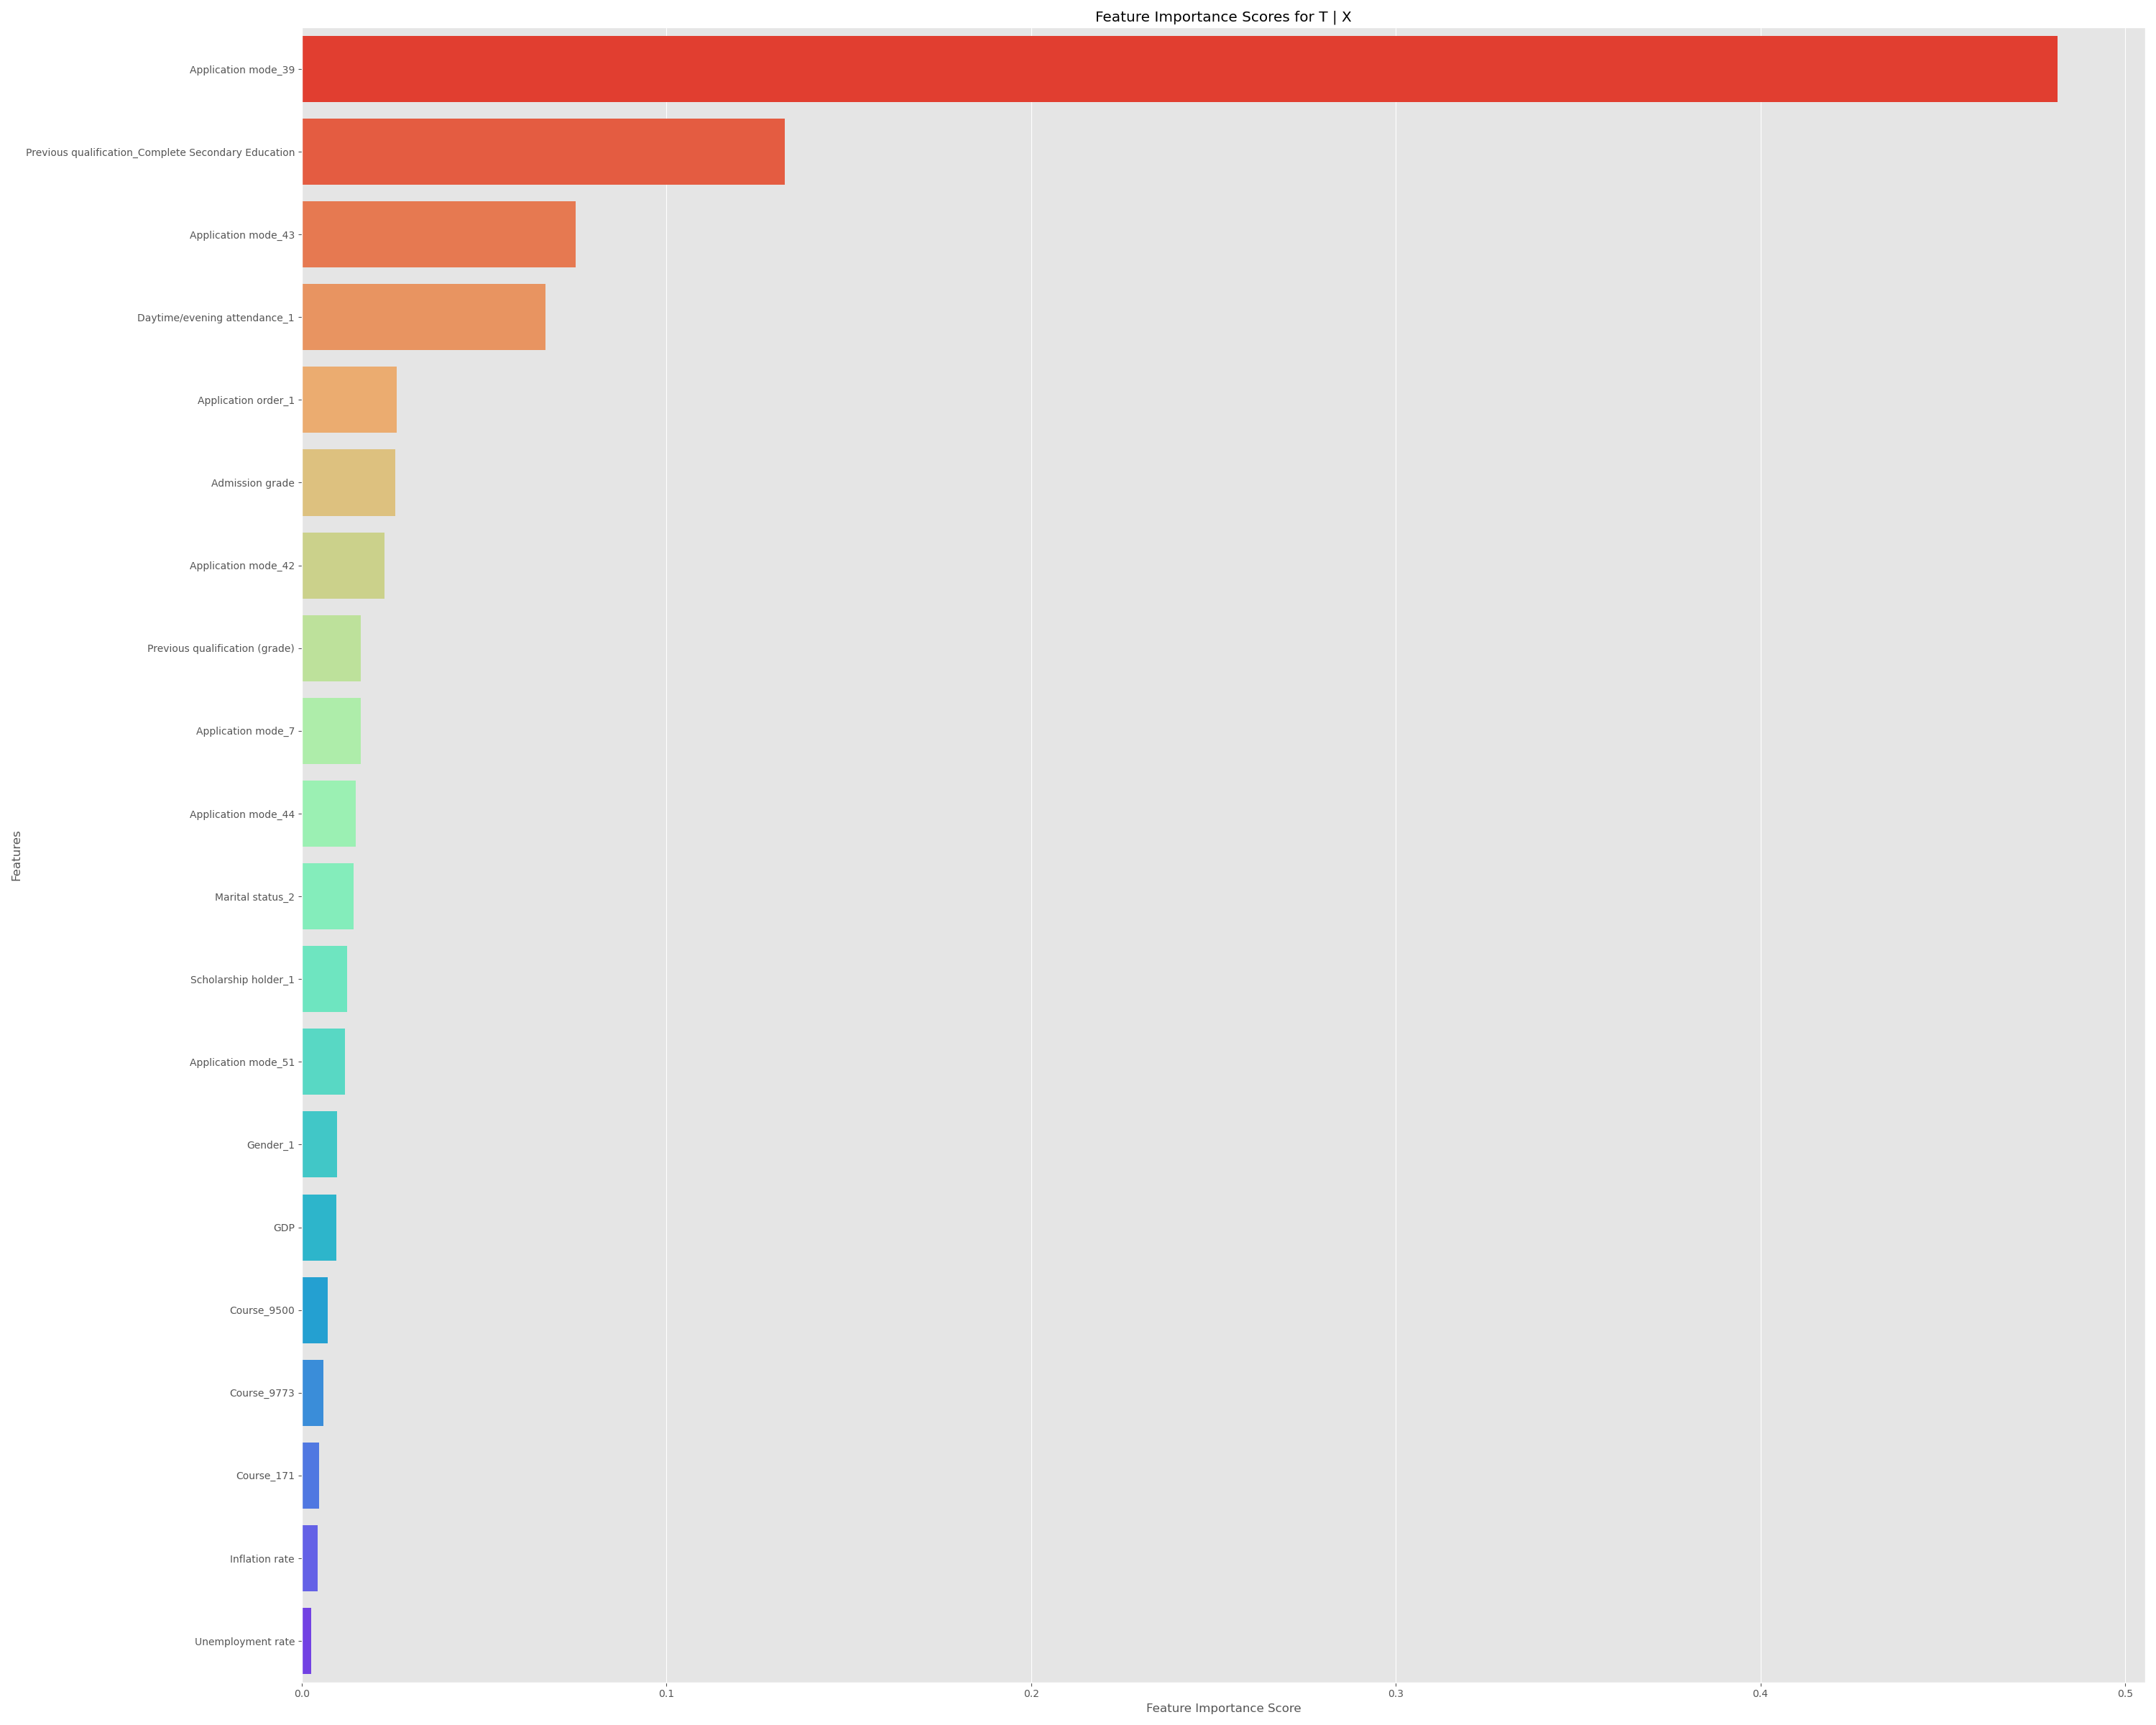 Feature Importance Scores for T | X
Application mode_39
Previous qualification_Complete Secondary Education
Application mode_43
Daytime/evening attendance_1
Application order_1
Admission grade
Application mode_42
Previous qualification (grade)
Application mode_7
Application mode_44
Marital status_2
Scholarship holder_1
Application mode_51
Gender_1
GDP
Course_9500
Course_9773
Course_171
Inflation rate
Unemployment rate
Features
0.0 0.1 0.2 0.3 0.4 0.5
Feature Importance Score